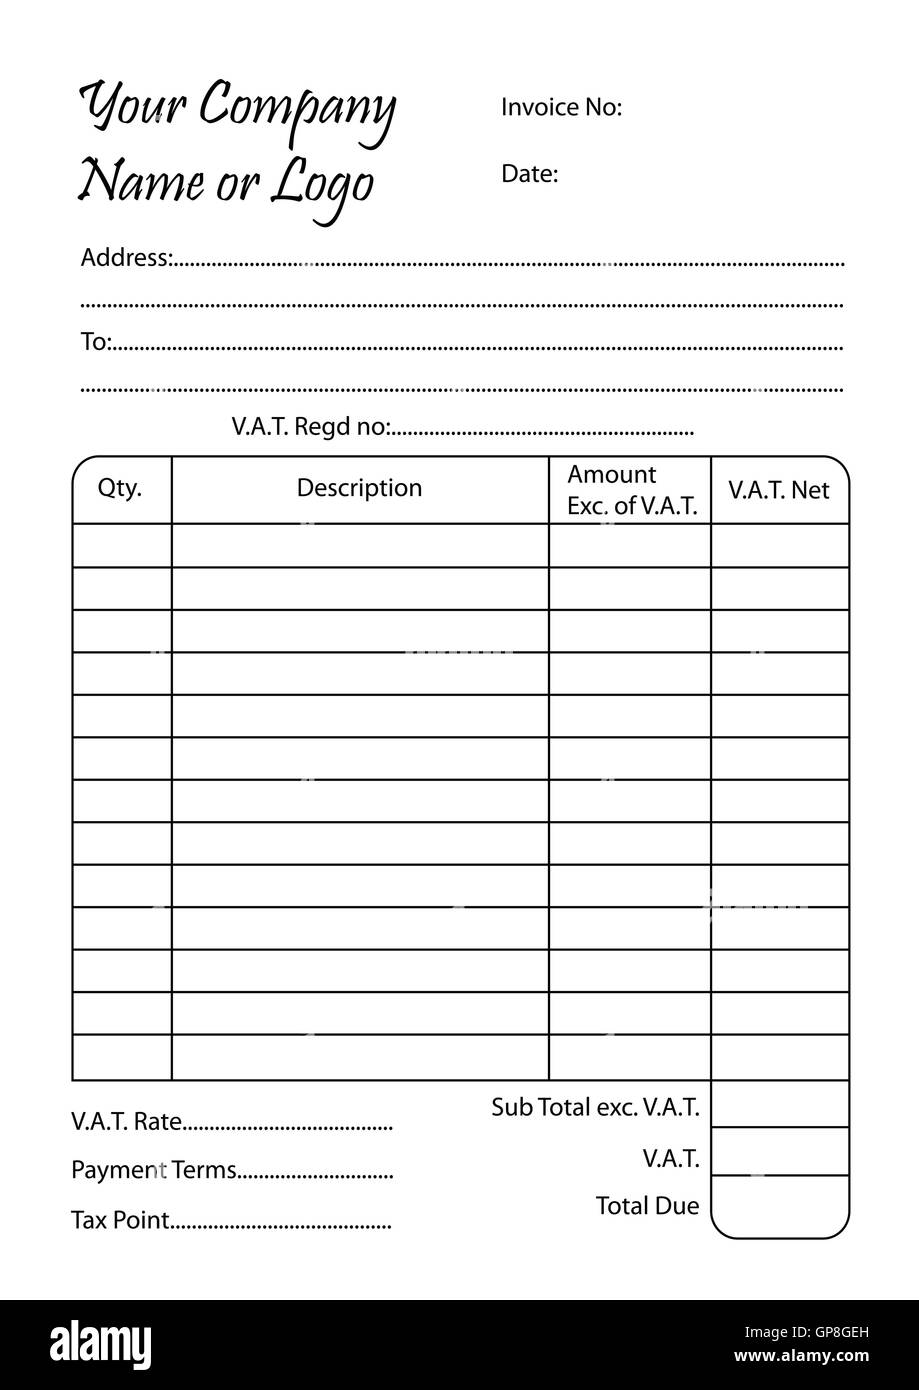 Your Company
Name or Logo
Invoice No:
Date:
Address:
To:
V.A.T. Regd no:
Qty.
Description
Amount
Exc. of V.A.T.
V.A.T. Net
Sub Total exc. V.A.T.
V.A.T. Rate
V.A.T.
Payment Terms
Total Due
Tax Point
alamy
Image ID: GP8GEH
www.alamy.com